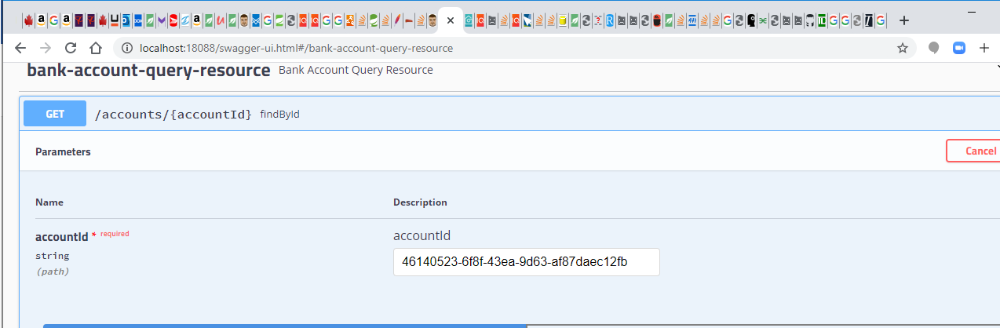 localhost:18088/swagger-ui.html#/bank-account-query-resource
bank-account-query-resource Bank Account Query Resource
GET /accounts/{accountId} findById
Parameters Cancel
Name Description
accountId * required accountId
string 46140523-6f8f-43ea-9d63-af87daec12fb
(path)